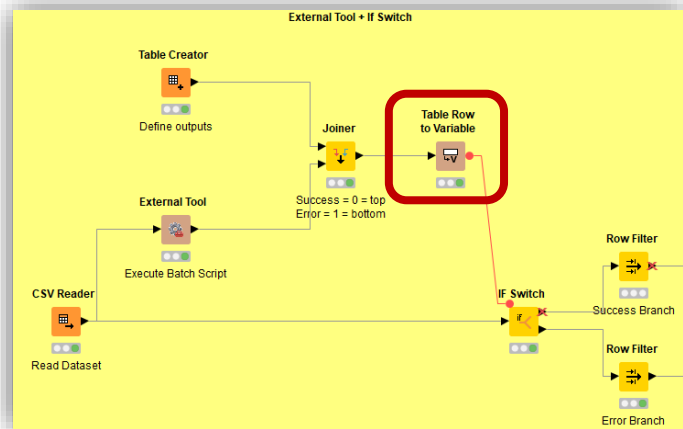 External Tool + If Switch
Table Creator
Define outputs
Joiner
Success = 0 = top
Error = 1 = bottom
Table Row
to Variable
V
External Tool
Execute Batch Script
CSV Reader
Read Dataset
IF Switch
if
Row Filter
Success Branch
Row Filter
Error Branch